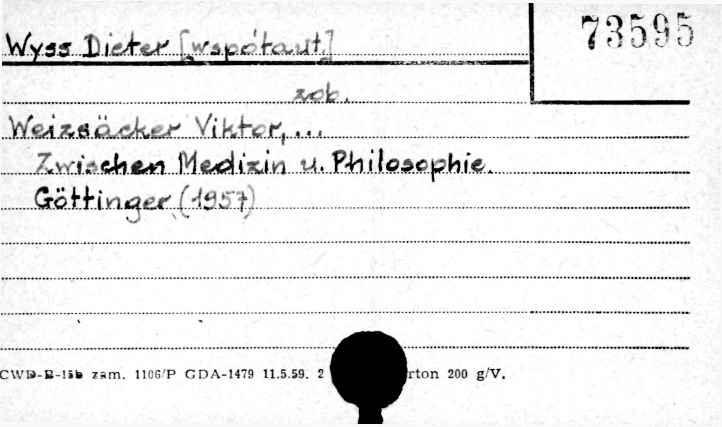 Wyss Dieter [współaut.]
73595
zob.
Weizsäcker Viktor, ...
Zwischen Medizin u. Philosophie.
Göttinger (1957)
CWD-B-15b zam. 1106/P GDA-1479 11.5.59. 2 rton 200 g/V.